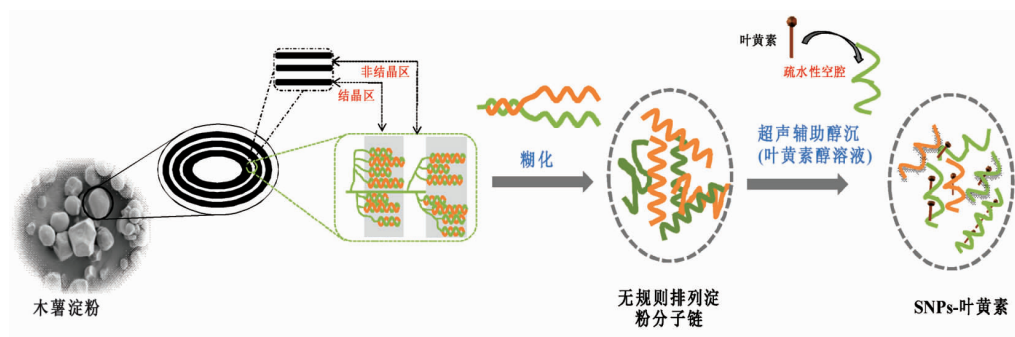 木薯淀粉
非结晶区
结晶区
糊化
无规则排列淀
粉分子链
叶黄素
疏水性空腔
超声辅助醇沉
(叶黄素醇溶液)
SNPs-叶黄素